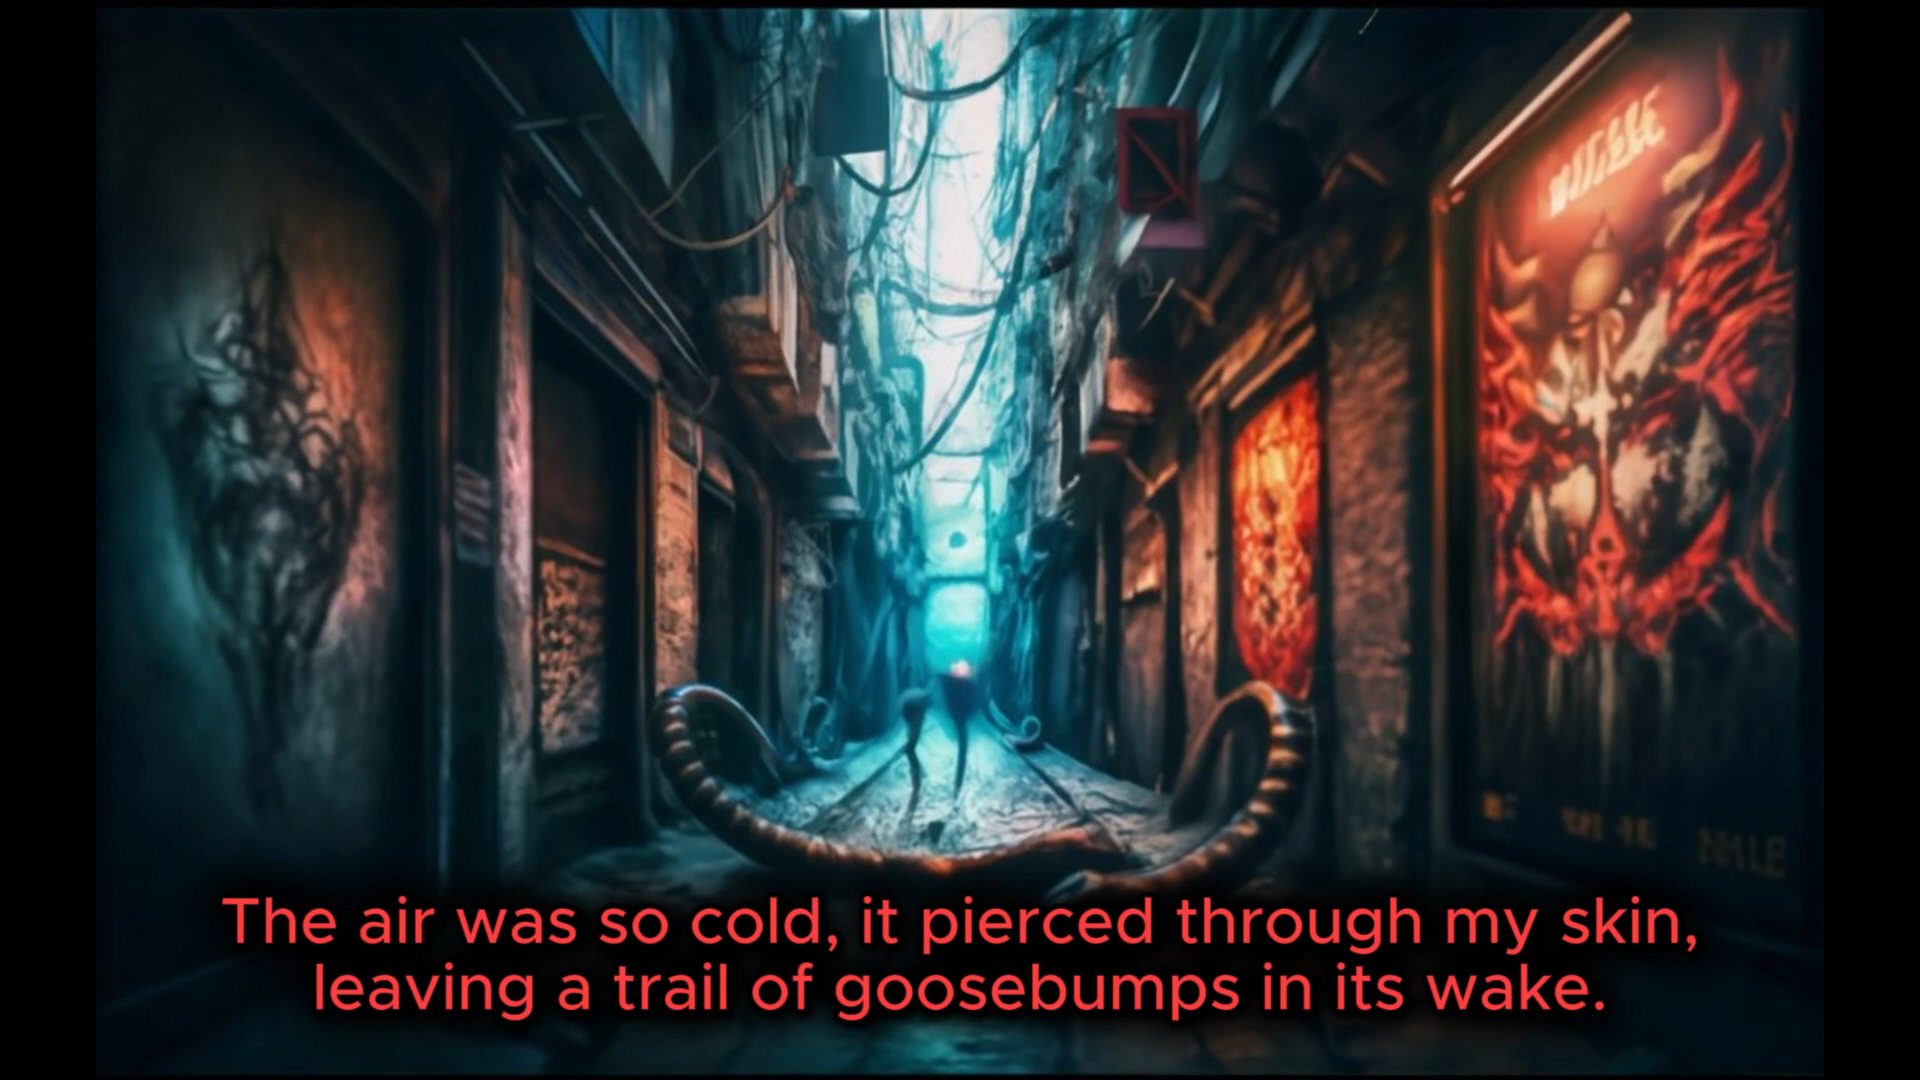 The air was so cold, it pierced through my skin,
leaving a trail of goosebumps in its wake.